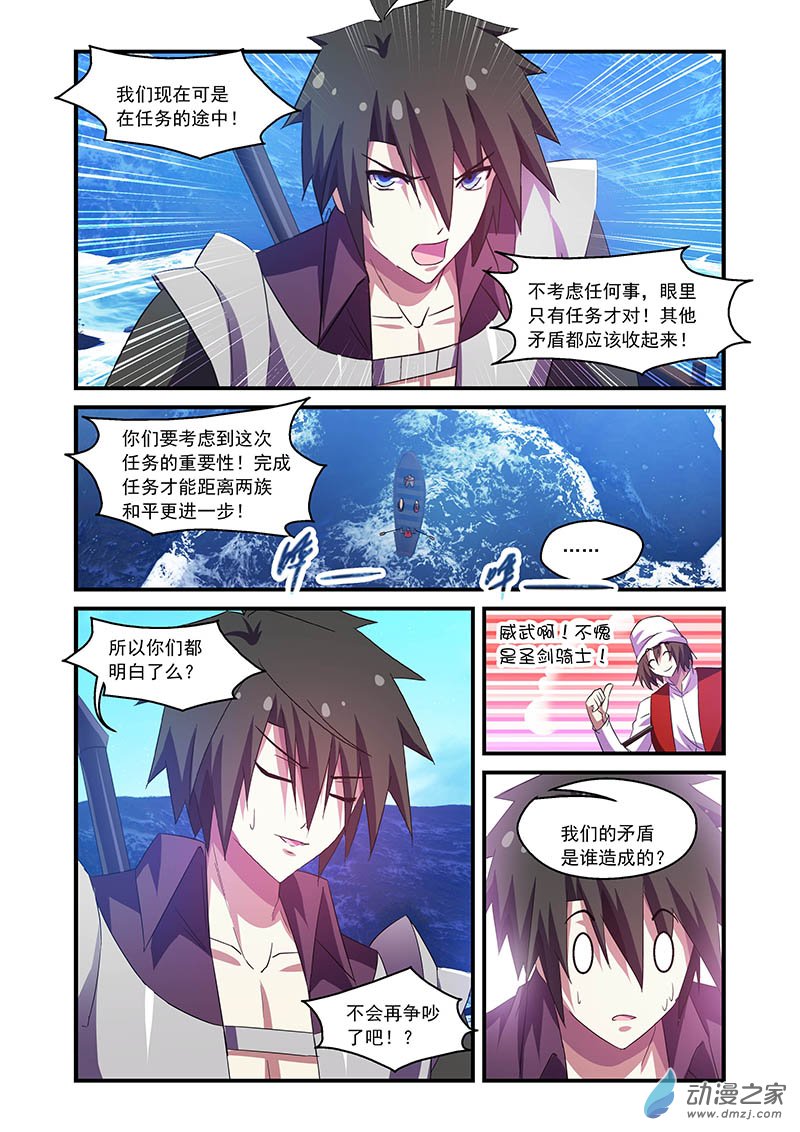 我们现在可是
在任务的途中！
不考虑任何事，眼里
只有任务才对！其他
矛盾都应该收起来！
你们要考虑到这次
任务的重要性！完成
任务才能距离两族
和平更进一步！
……
哗——
哗——
所以你们都
明白了么？
威武啊！不愧
是圣剑骑士！
我们的矛盾
是谁造成的？
不会再争吵
了吧！？
动漫之家
www.dmzj.com